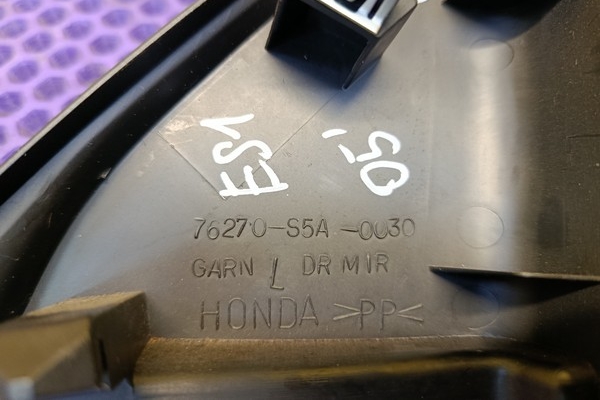 ES1 '05
76270-S5A-0030
GARN L DR MIR
HONDA >PP<